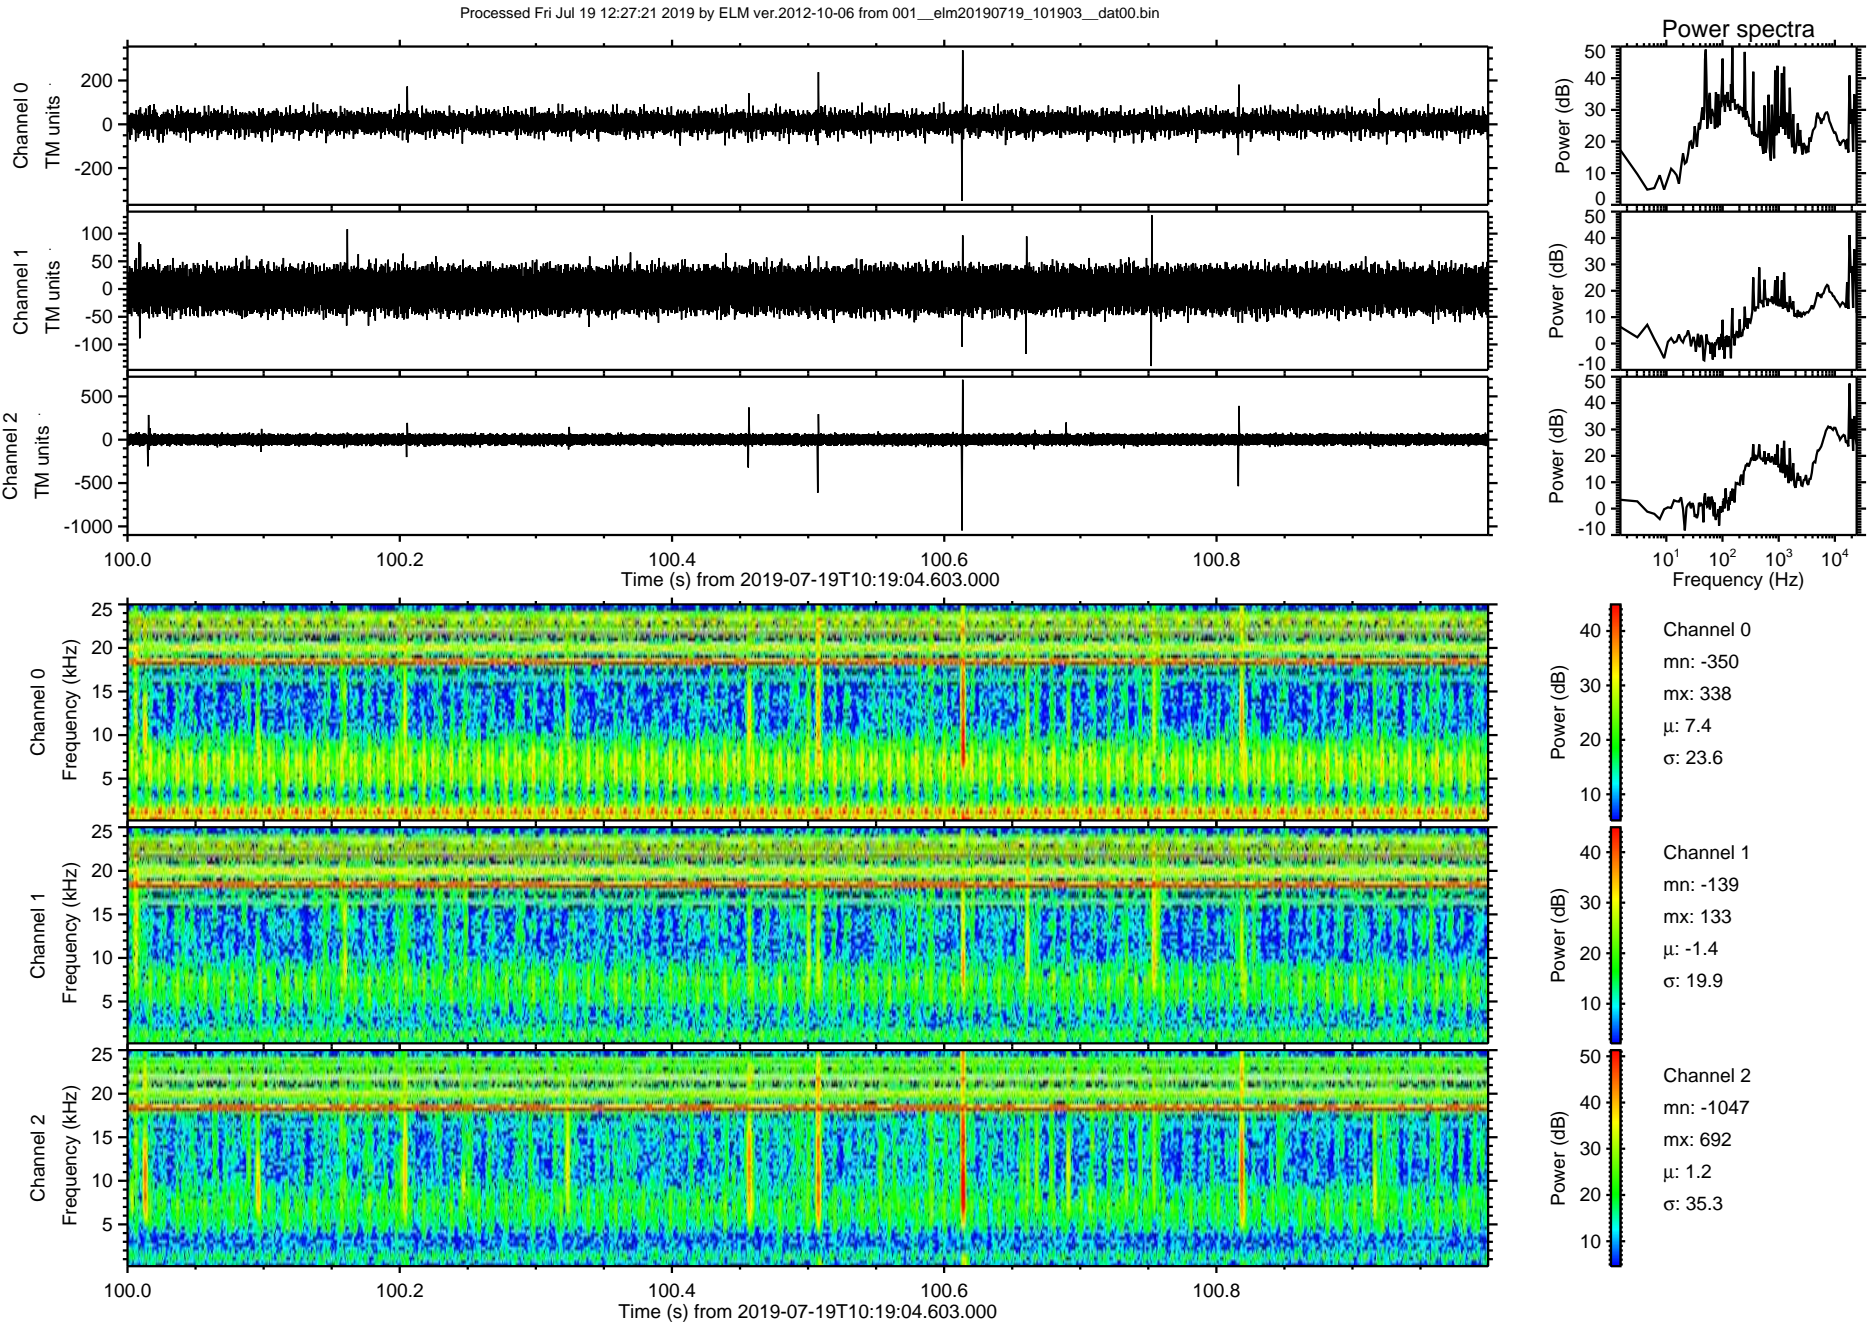 Processed Fri Jul 19 12:27:21 2019 by ELM ver.2012-10-06 from 001__elm20190719_101903__dat00.bin
Power spectra
Channel 0
TM units
200
0
-200
Power (dB)
50
40
30
20
10
0
Channel 1
TM units
100
50
0
-50
-100
Power (dB)
50
40
30
20
10
0
-10
Channel 2
TM units
500
0
-500
-1000
Power (dB)
50
40
30
20
10
0
-10
100.0 100.2 100.4 100.6 100.8
Time (s) from 2019-07-19T10:19:04.603.000
10^1 10^2 10^3 10^4
Frequency (Hz)
Channel 0
Frequency (kHz)
25
20
15
10
5
Power (dB)
40
30
20
10
Channel 0
mn: -350
mx: 338
µ: 7.4
σ: 23.6
Channel 1
Frequency (kHz)
25
20
15
10
5
Power (dB)
40
30
20
10
Channel 1
mn: -139
mx: 133
µ: -1.4
σ: 19.9
Channel 2
Frequency (kHz)
25
20
15
10
5
Power (dB)
50
40
30
20
10
Channel 2
mn: -1047
mx: 692
µ: 1.2
σ: 35.3
100.0 100.2 100.4 100.6 100.8
Time (s) from 2019-07-19T10:19:04.603.000